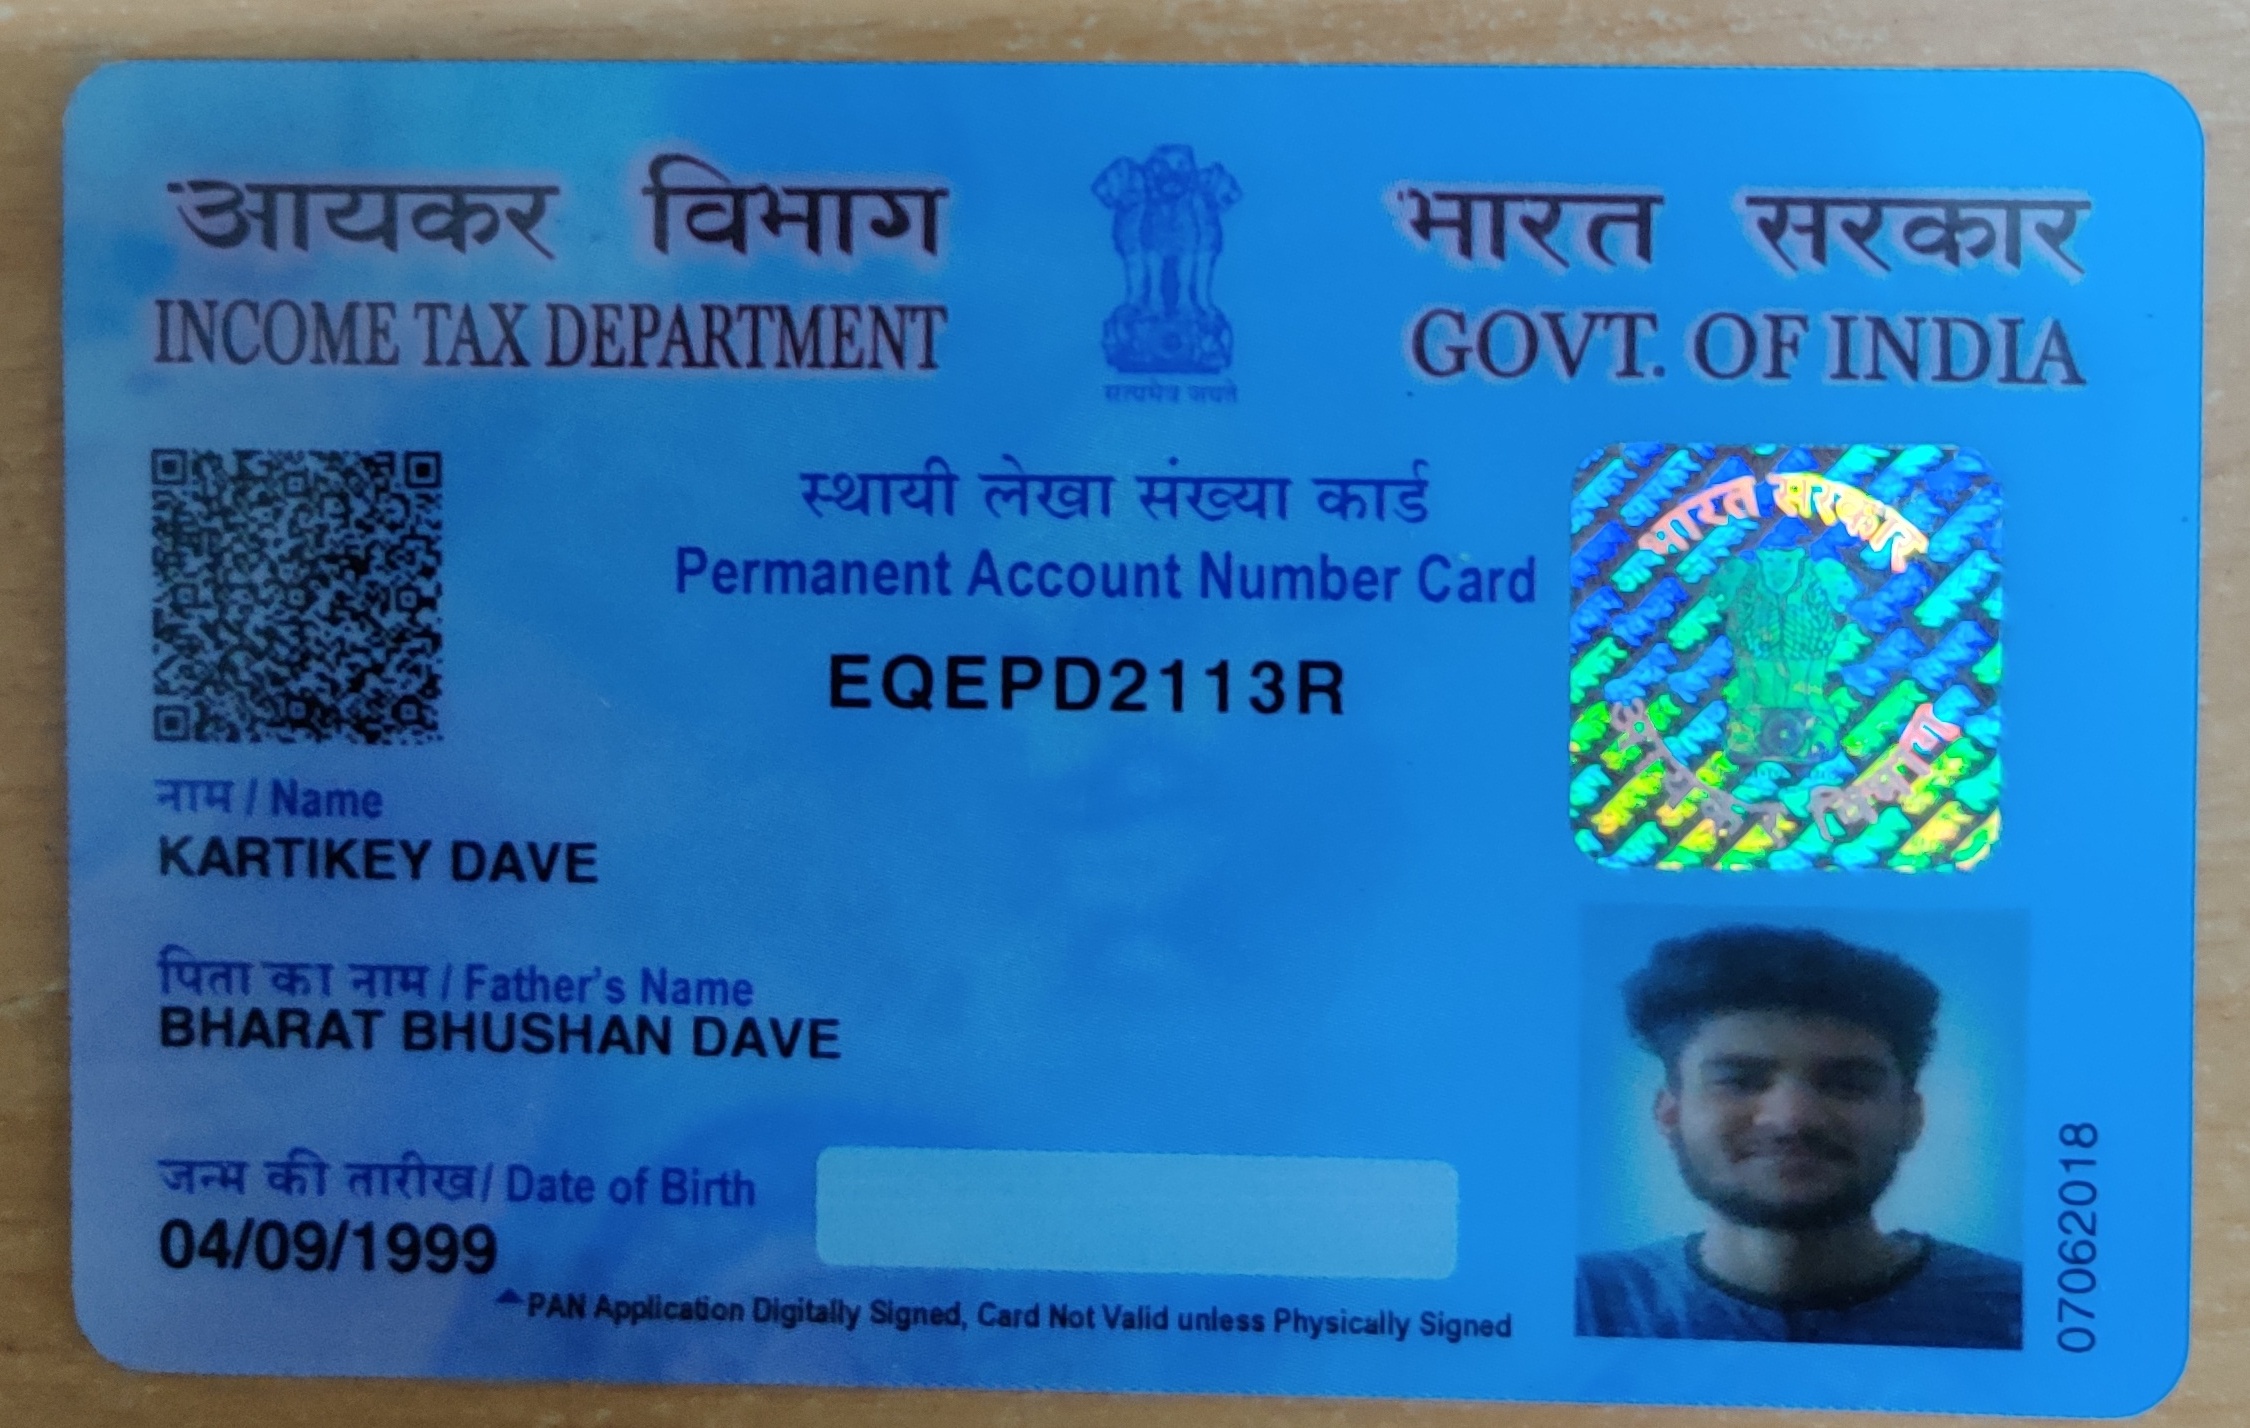 आयकर विभाग
INCOME TAX DEPARTMENT
सत्यमेव जयते
भारत सरकार
GOVT. OF INDIA
स्थायी लेखा संख्या कार्ड
Permanent Account Number Card
EQEPD2113R
भारत सरकार
आयकर विभाग
नाम / Name
KARTIKEY DAVE
पिता का नाम / Father's Name
BHARAT BHUSHAN DAVE
जन्म की तारीख/ Date of Birth
04/09/1999
PAN Application Digitally Signed, Card Not Valid unless Physically Signed
07062018